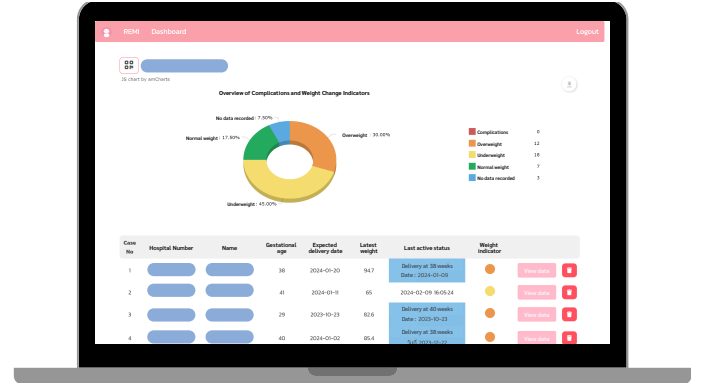 REMI Dashboard Logout
JS chart by amCharts
Overview of Complications and Weight Change Indicators
No data recorded : 7.50%
Normal weight : 17.50%
Overweight : 30.00%
Underweight : 45.00%
Complications 0
Overweight 12
Underweight 18
Normal weight 7
No data recorded 3
Case No Hospital Number Name Gestational age Expected delivery date Latest weight Last active status Weight indicator
1 38 2024-01-20 94.7 Delivery at 38 weeks View data
Date : 2024-01-09
2 41 2024-01-11 65 2024-02-09 16:05:24 View data
3 29 2023-10-23 82.6 Delivery at 40 weeks View data
Date : 2023-10-23
4 40 2024-01-02 85.4 Delivery at 38 weeks View data